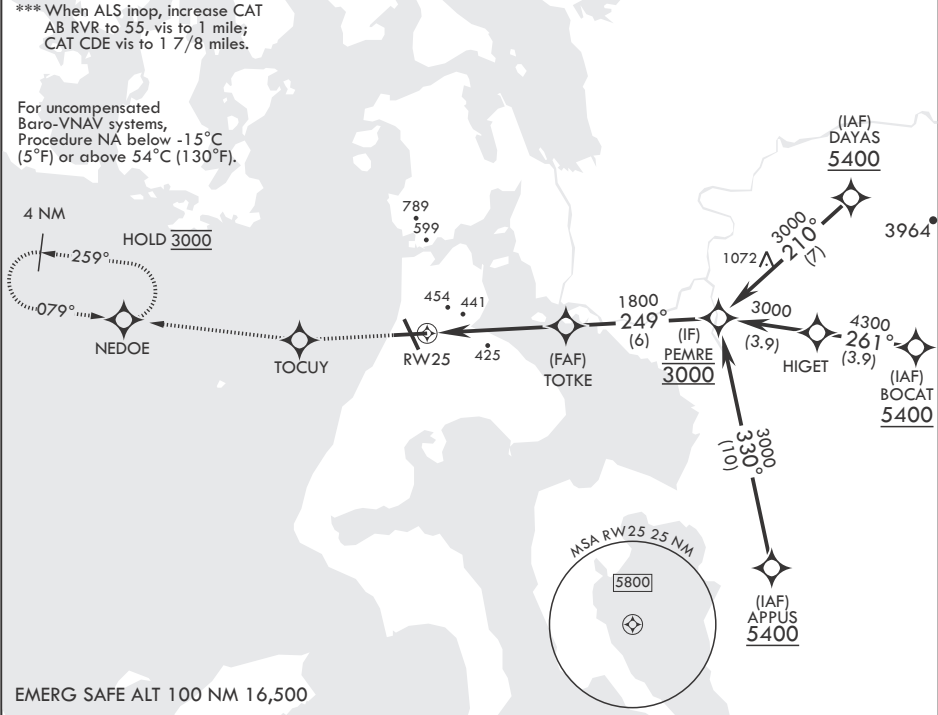 *** When ALS inop, increase CAT
AB RVR to 55, vis to 1 mile;
CAT CDE vis to 1 7/8 miles.
For uncompensated
Baro-VNAV systems,
Procedure NA below -15°C
(5°F) or above 54°C (130°F).
(IAF)
DAYAS
5400
3964
3000
210°
(7)
1072
789
599
4 NM
HOLD 3000
259°
079°
NEDOE
TOCUY
454
441
425
RW25
(FAF)
TOTKE
1800
249°
(6)
(IF)
PEMRE
3000
3000
(3.9)
HIGET
4300
261°
(3.9)
(IAF)
BOCAT
5400
3000
330°
(10)
(IAF)
APPUS
5400
MSA RW25 25 NM
5800
EMERG SAFE ALT 100 NM 16,500